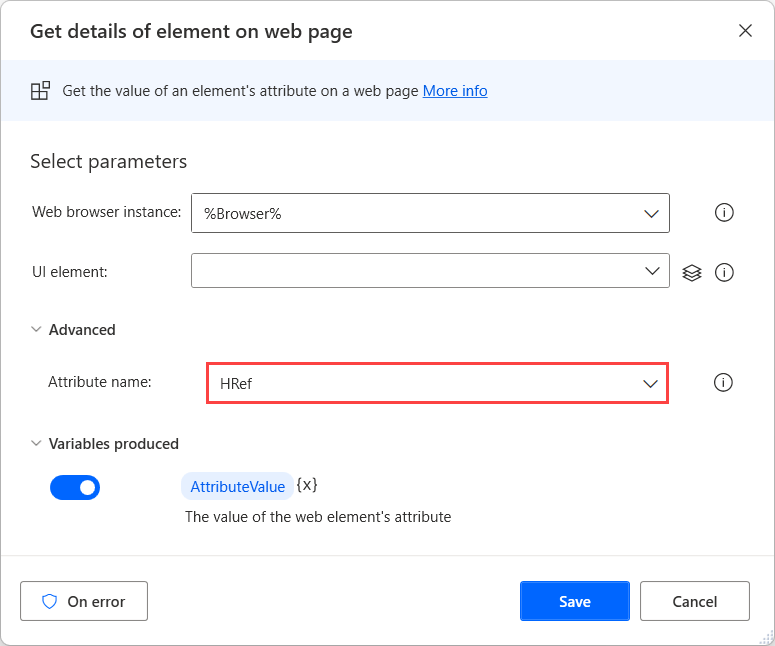 Get details of element on web page
Get the value of an element's attribute on a web page More info
Select parameters
Web browser instance: %Browser%
UI element:
Advanced
Attribute name: HRef
Variables produced
AttributeValue {x}
The value of the web element's attribute
On error Save Cancel